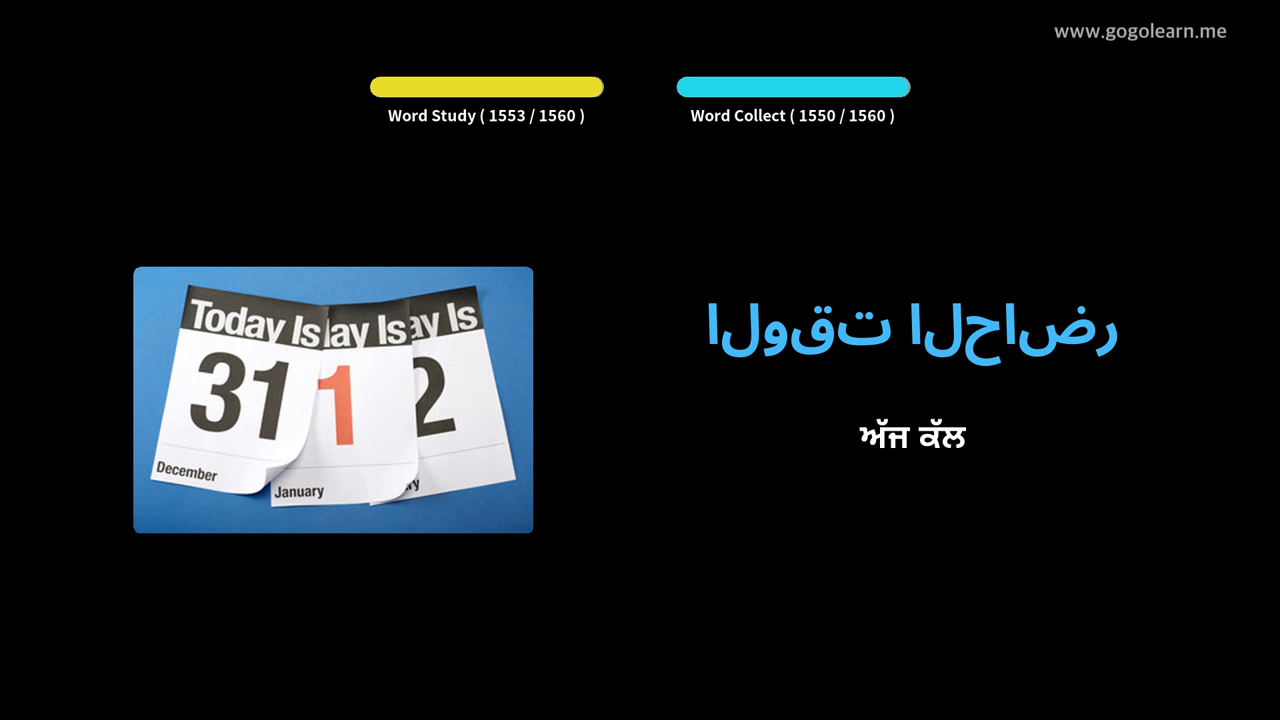 www.gogolearn.me
Word Study ( 1553 / 1560 )
Word Collect ( 1550 / 1560 )
Today Is
ay Is
ay Is
31
1
2
December
January
ry
الوقت الحاضر
ਅੱਜ ਕੱਲ